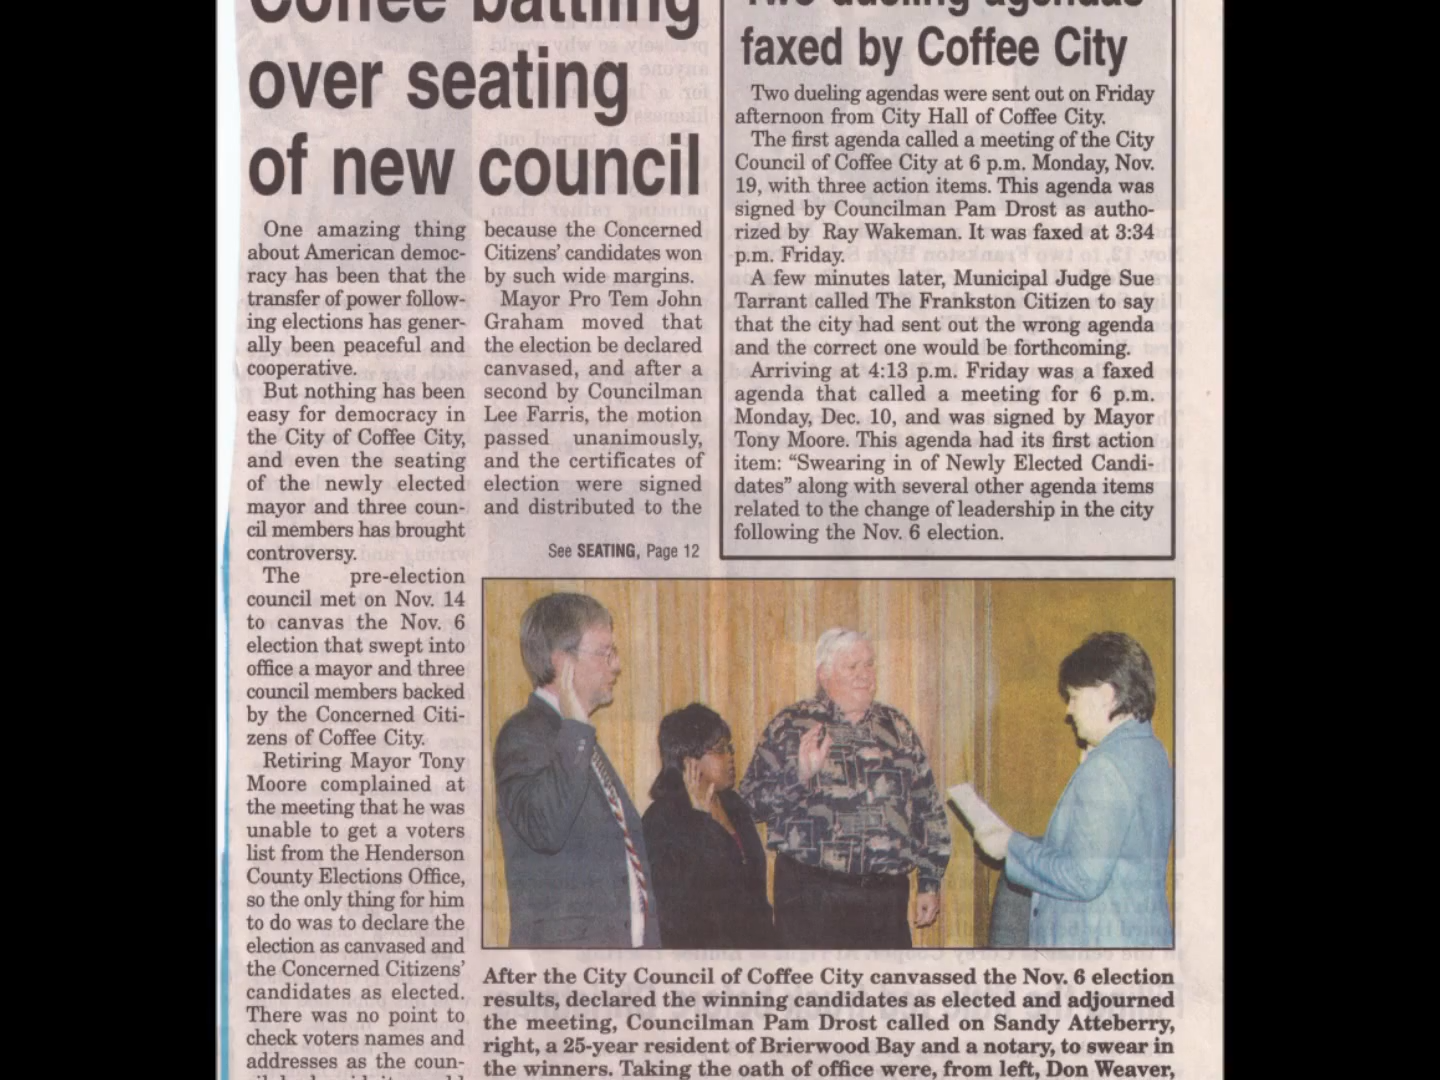 Coffee battling
over seating
of new council
One amazing thing
about American democ-
racy has been that the
transfer of power follow-
ing elections has gener-
ally been peaceful and
cooperative.
But nothing has been
easy for democracy in
the City of Coffee City,
and even the seating
of the newly elected
mayor and three coun-
cil members has brought
controversy.
The pre-election
council met on Nov. 14
to canvas the Nov. 6
election that swept into
office a mayor and three
council members backed
by the Concerned Citi-
zens of Coffee City.
Retiring Mayor Tony
Moore complained at
the meeting that he was
unable to get a voters
list from the Henderson
County Elections Office,
so the only thing for him
to do was to declare the
election as canvased and
the Concerned Citizens'
candidates as elected.
There was no point to
check voters names and
addresses as the coun-
because the Concerned
Citizens' candidates won
by such wide margins.
Mayor Pro Tem John
Graham moved that
the election be declared
canvased, and after a
second by Councilman
Lee Farris, the motion
passed unanimously,
and the certificates of
election were signed
and distributed to the
See SEATING, Page 12
Two dueling agendas
faxed by Coffee City
Two dueling agendas were sent out on Friday
afternoon from City Hall of Coffee City.
The first agenda called a meeting of the City
Council of Coffee City at 6 p.m. Monday, Nov.
19, with three action items. This agenda was
signed by Councilman Pam Drost as autho-
rized by Ray Wakeman. It was faxed at 3:34
p.m. Friday.
A few minutes later, Municipal Judge Sue
Tarrant called The Frankston Citizen to say
that the city had sent out the wrong agenda
and the correct one would be forthcoming.
Arriving at 4:13 p.m. Friday was a faxed
agenda that called a meeting for 6 p.m.
Monday, Dec. 10, and was signed by Mayor
Tony Moore. This agenda had its first action
item: "Swearing in of Newly Elected Candi-
dates" along with several other agenda items
related to the change of leadership in the city
following the Nov. 6 election.
After the City Council of Coffee City canvassed the Nov. 6 election
results, declared the winning candidates as elected and adjourned
the meeting, Councilman Pam Drost called on Sandy Atteberry,
right, a 25-year resident of Brierwood Bay and a notary, to swear in
the winners. Taking the oath of office were, from left, Don Weaver,